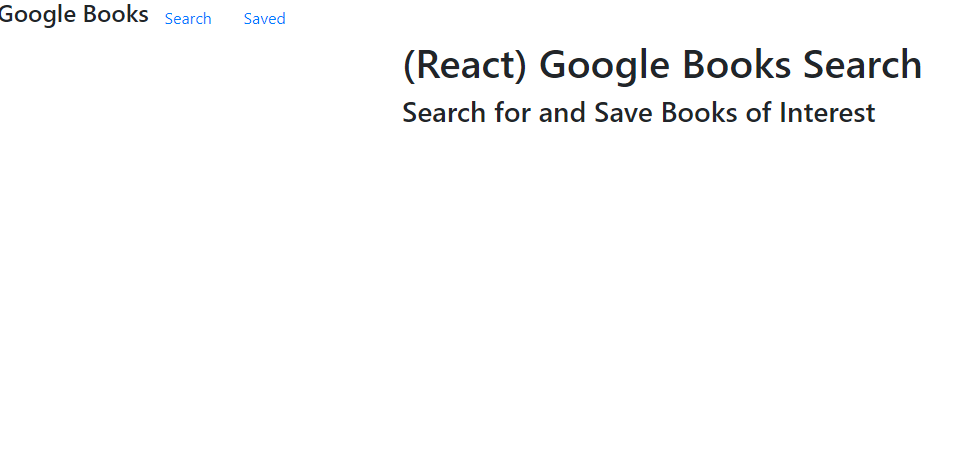 Google Books Search Saved
(React) Google Books Search
Search for and Save Books of Interest